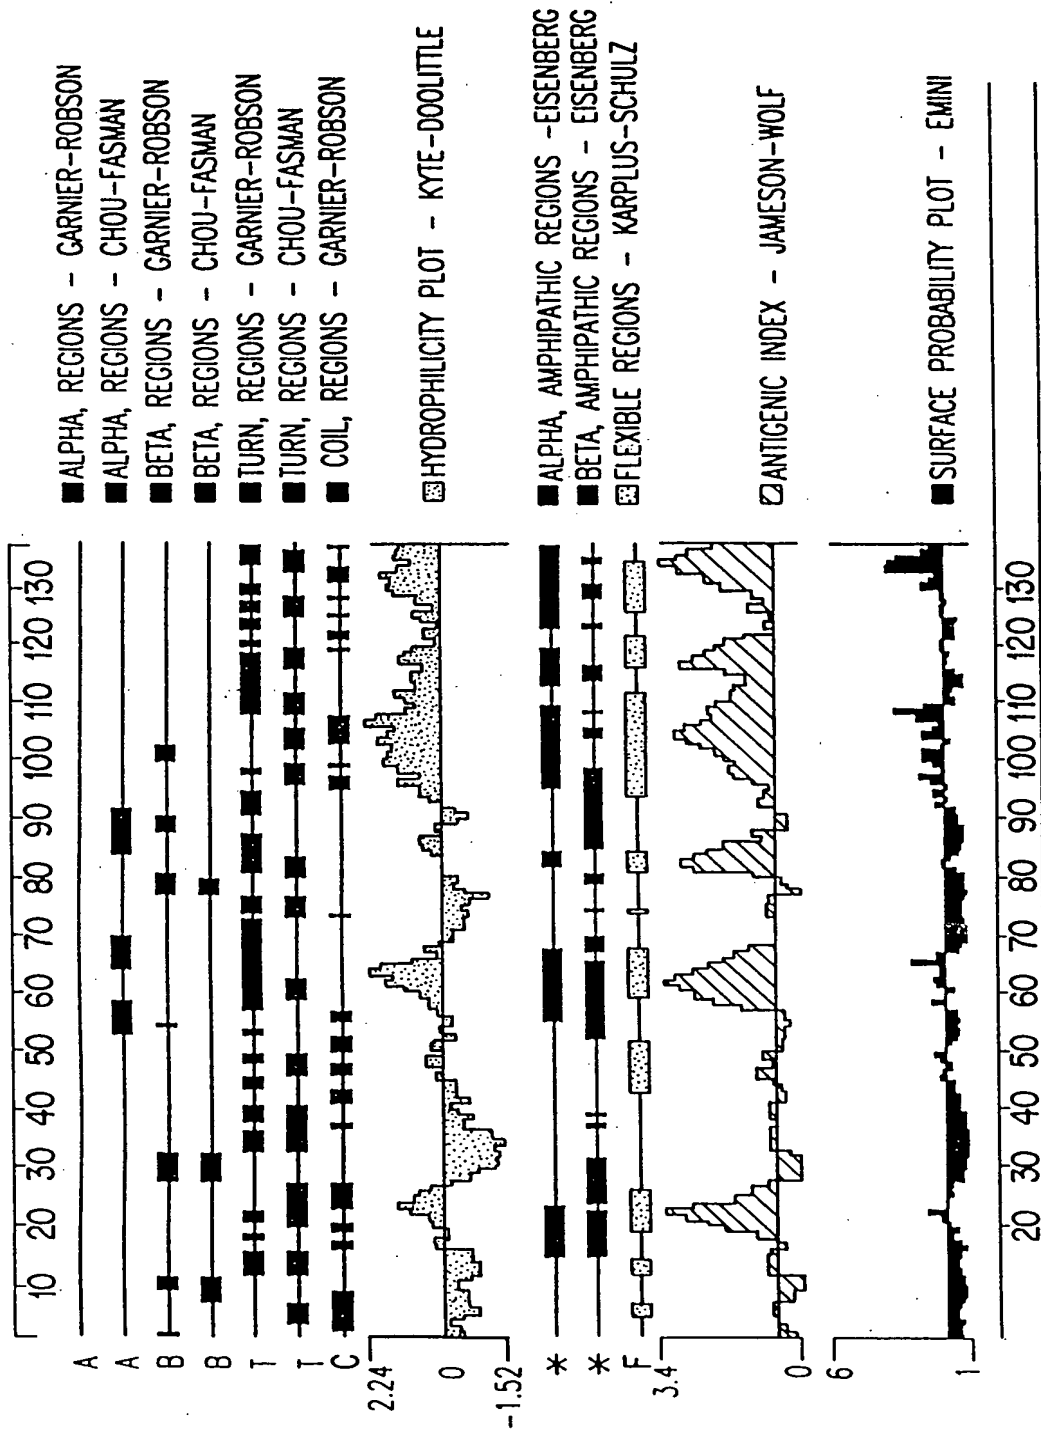 10 20 30 40 50 60 70 80 90 100 110 120 130
A ALPHA, REGIONS - GARNIER-ROBSON
A ALPHA, REGIONS - CHOU-FASMAN
B BETA, REGIONS - GARNIER-ROBSON
B BETA, REGIONS - CHOU-FASMAN
T TURN, REGIONS - GARNIER-ROBSON
T TURN, REGIONS - CHOU-FASMAN
C COIL, REGIONS - GARNIER-ROBSON
2.24
0 HYDROPHILICITY PLOT - KYTE-DOOLITTLE
-1.52
* ALPHA, AMPHIPATHIC REGIONS -EISENBERG
* BETA, AMPHIPATHIC REGIONS - EISENBERG
F FLEXIBLE REGIONS - KARPLUS-SCHULZ
3.4
ANTIGENIC INDEX - JAMESON-WOLF
0
6
SURFACE PROBABILITY PLOT - EMINI
1
20 30 40 50 60 70 80 90 100 110 120 130